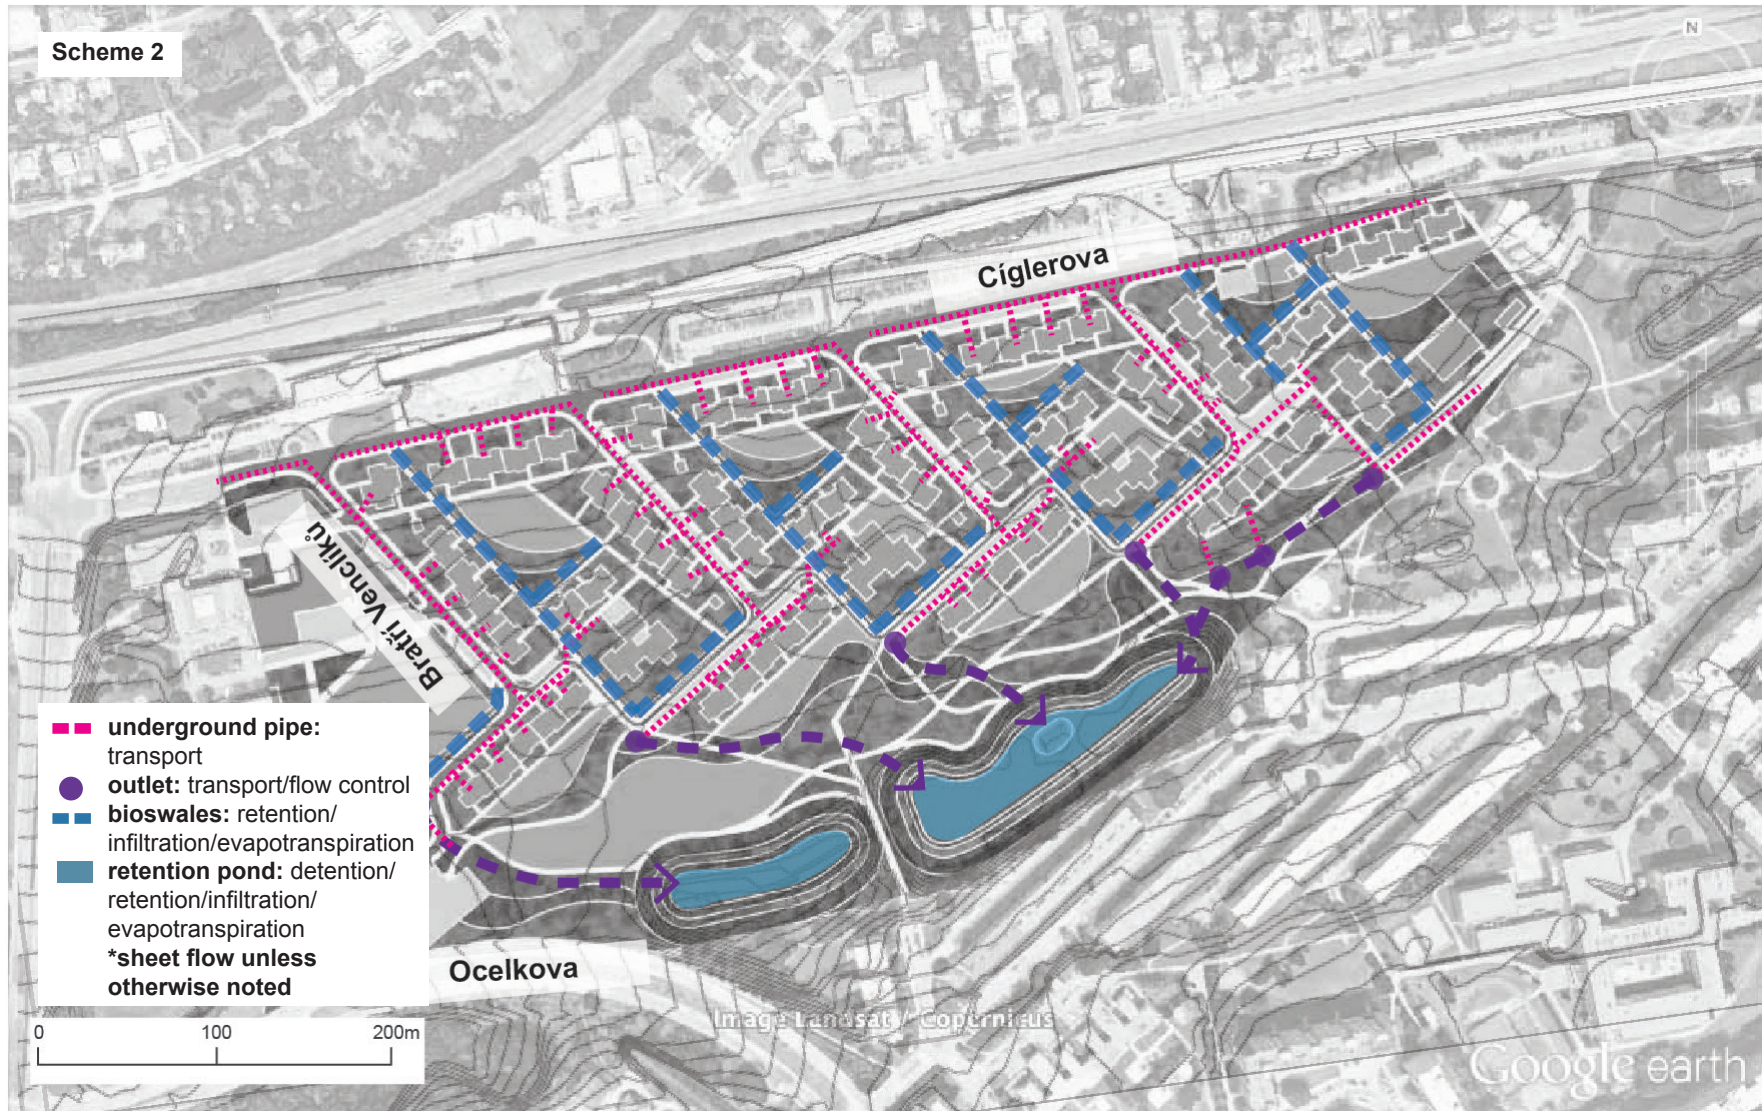 Scheme 2
N
Cíglerova
Bratří Venclíků
underground pipe:
transport
outlet: transport/flow control
bioswales: retention/
infiltration/evapotranspiration
retention pond: detention/
retention/infiltration/
evapotranspiration
*sheet flow unless
otherwise noted
Ocelkova
0 100 200m
Image Landsat / Copernicus
Google earth